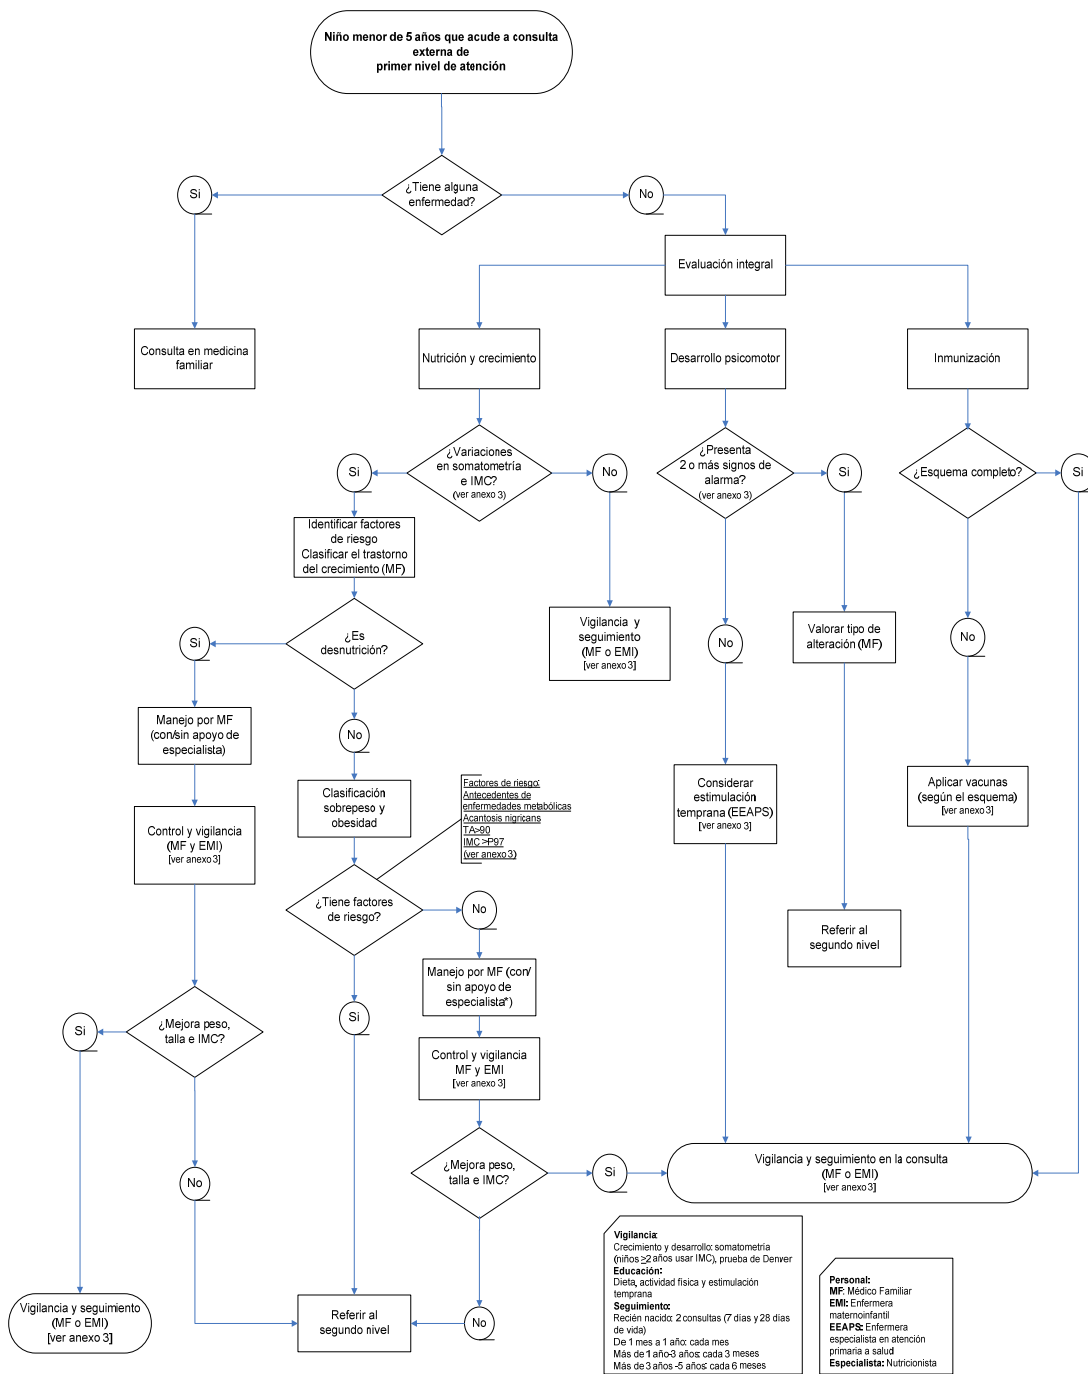 Niño menor de 5 años que acude a consulta
externa de
primer nivel de atención
¿Tiene alguna
enfermedad?
Si
No
Evaluación integral
Consulta en medicina
familiar
Nutrición y crecimiento
Desarrollo psicomotor
Inmunización
¿Variaciones
en somatometría
e IMC?
(ver anexo 3)
Si
No
¿Presenta
2 o más signos de
alarma?
(ver anexo 3)
Si
¿Esquema completo?
Si
Identificar factores
de riesgo
Clasificar el trastorno
del crecimiento (MF)
¿Es
desnutrición?
Si
Vigilancia y
seguimiento
(MF o EMI)
[ver anexo 3]
No
Valorar tipo de
alteración (MF)
No
Manejo por MF
(con/sin apoyo de
especialista)
No
Clasificación
sobrepeso y
obesidad
Factores de riesgo:
Antecedentes de
enfermedades metabólicas
Acantosis nigricans
TA>90
IMC >P97
(ver anexo 3)
Considerar
estimulación
temprana (EEAPS)
[ver anexo 3]
Aplicar vacunas
(según el esquema)
[ver anexo 3]
Control y vigilancia
(MF y EMI)
[ver anexo 3]
¿Tiene factores
de riesgo?
No
Referir al
segundo nivel
Manejo por MF (con/
sin apoyo de
especialista*)
Si
¿Mejora peso,
talla e IMC?
Si
Control y vigilancia
MF y EMI
[ver anexo 3]
No
¿Mejora peso,
talla e IMC?
Si
Vigilancia y seguimiento en la consulta
(MF o EMI)
[ver anexo 3]
Vigilancia y seguimiento
(MF o EMI)
[ver anexo 3]
Referir al
segundo nivel
No
Vigilancia:
Crecimiento y desarrollo: somatometría
(niños ≥2 años usar IMC), prueba de Denver
Educación:
Dieta, actividad física y estimulación
temprana
Seguimiento:
Recién nacido: 2 consultas (7 dias y 28 dias
de vida)
De 1 mes a 1 año: cada mes
Más de 1 año-3 años: cada 3 meses
Más de 3 años -5 años: cada 6 meses
Personal:
MF: Médico Familiar
EMI: Enfermera
maternoinfantil
EEAPS: Enfermera
especialista en atención
primaria a salud
Especialista: Nutricionista